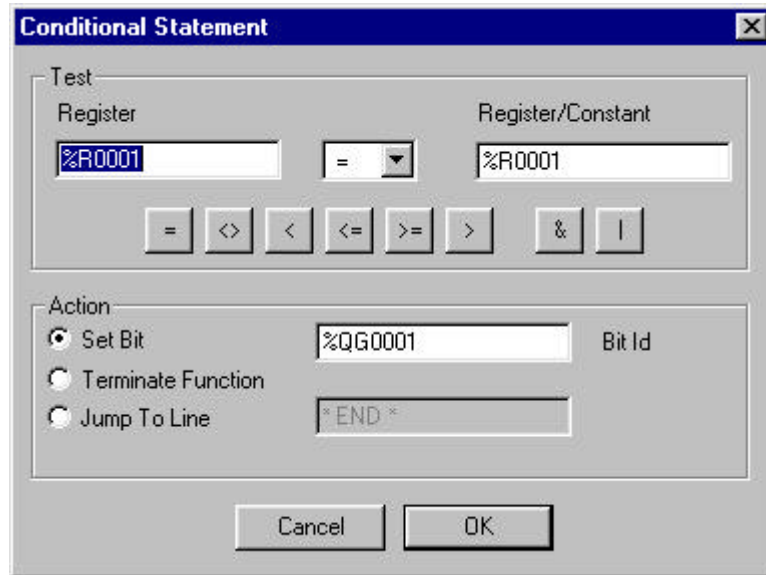 Conditional Statement
Test
Register Register/Constant
%R0001 = %R0001
= <> < <= >= > & |
Action
Set Bit %QG0001 Bit Id
Terminate Function
Jump To Line * END *
Cancel OK